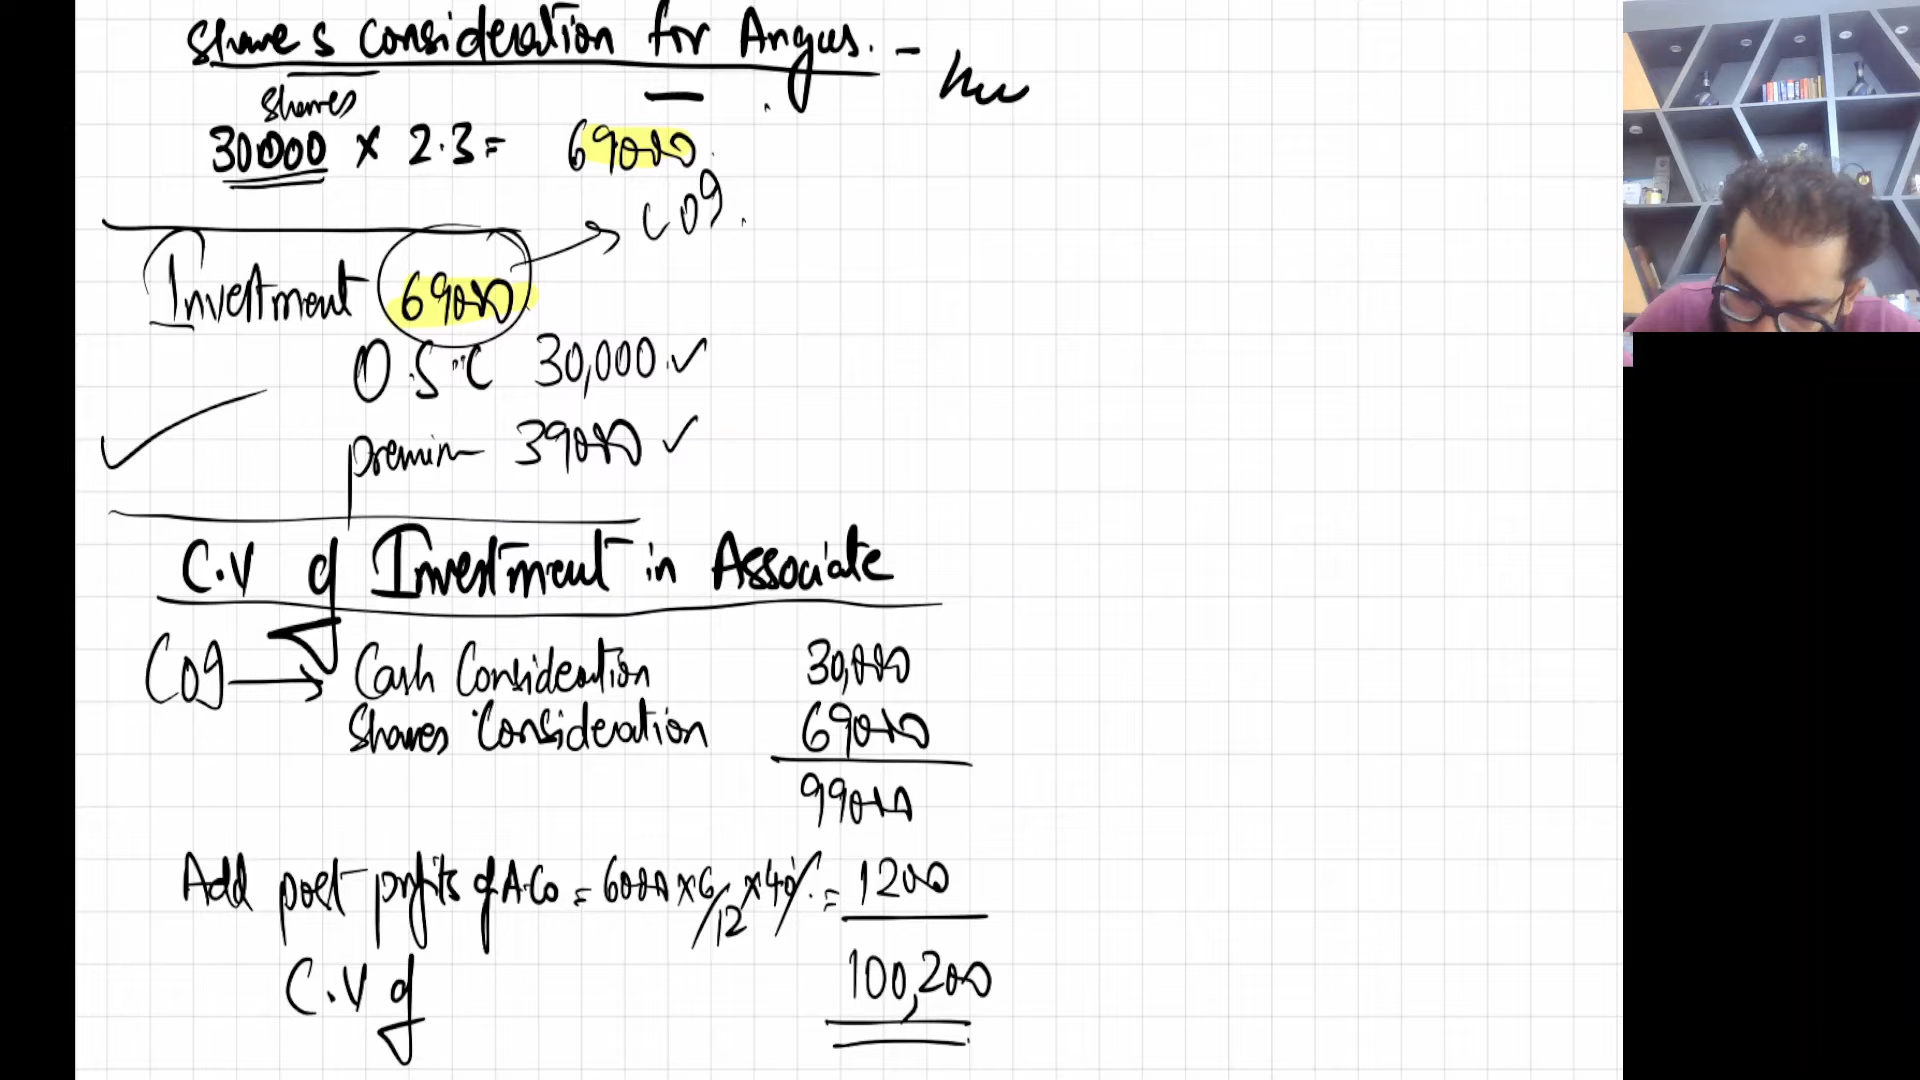 Shares consideration for Angus. -
shares
30000 x 2.3 = 69000
COG
Investment 69000
O.S.C 30,000 ✓
premium 39000 ✓
C.V of Investment in Associate
COG → Cash Consideration 30,000
Shares Consideration 69000
99000
Add post profits of A.Co = 6000 x 6/12 x 40% = 1200
C.V of 100,200